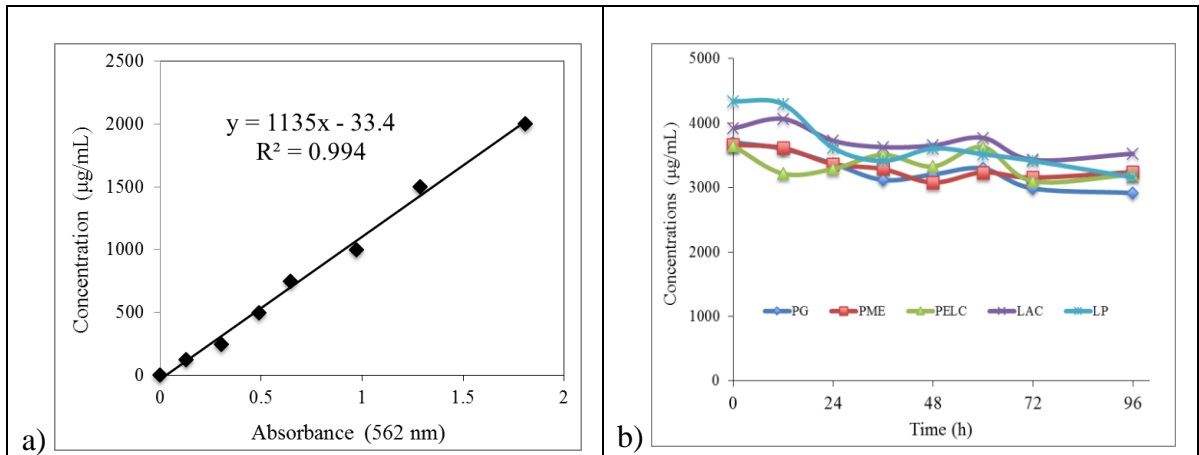 2500
2000
1500
1000
500
0
0 0.5 1 1.5 2
Concentration (µg/mL)
y = 1135x - 33.4
R² = 0.994
Absorbance (562 nm)
a)
5000
4000
3000
2000
1000
0
0 24 48 72 96
Concentrations (µg/mL)
PG PME PELC LAC LP
Time (h)
b)